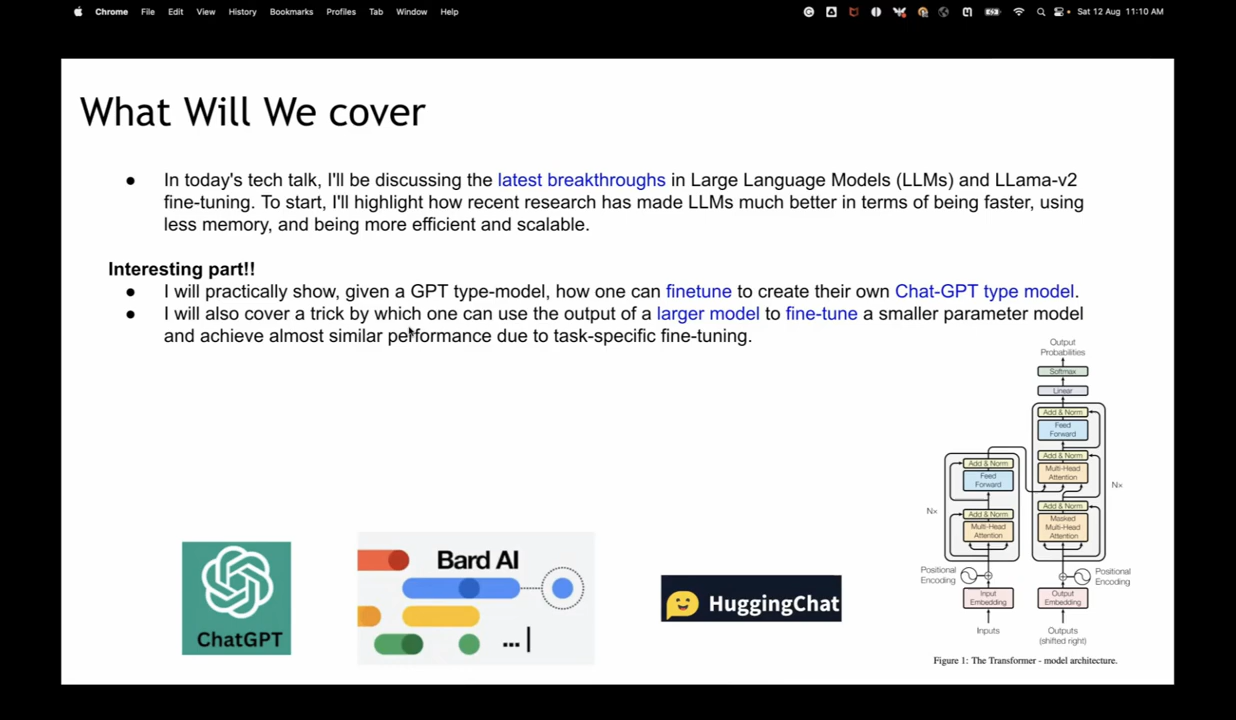 Chrome File Edit View History Bookmarks Profiles Tab Window Help Sat 12 Aug 11:10 AM
What Will We cover
● In today's tech talk, I'll be discussing the latest breakthroughs in Large Language Models (LLMs) and LLama-v2
fine-tuning. To start, I'll highlight how recent research has made LLMs much better in terms of being faster, using
less memory, and being more efficient and scalable.
Interesting part!!
● I will practically show, given a GPT type-model, how one can finetune to create their own Chat-GPT type model.
● I will also cover a trick by which one can use the output of a larger model to fine-tune a smaller parameter model
and achieve almost similar performance due to task-specific fine-tuning.
ChatGPT
Bard AI
... |
HuggingChat
Output
Probabilities
Softmax
Linear
Add & Norm
Feed
Forward
Add & Norm
Multi-Head
Attention
Add & Norm
Masked
Multi-Head
Attention
Nx
Add & Norm
Feed
Forward
Add & Norm
Multi-Head
Attention
Nx
Positional
Encoding
Positional
Encoding
Input
Embedding
Output
Embedding
Inputs
Outputs
(shifted right)
Figure 1: The Transformer - model architecture.